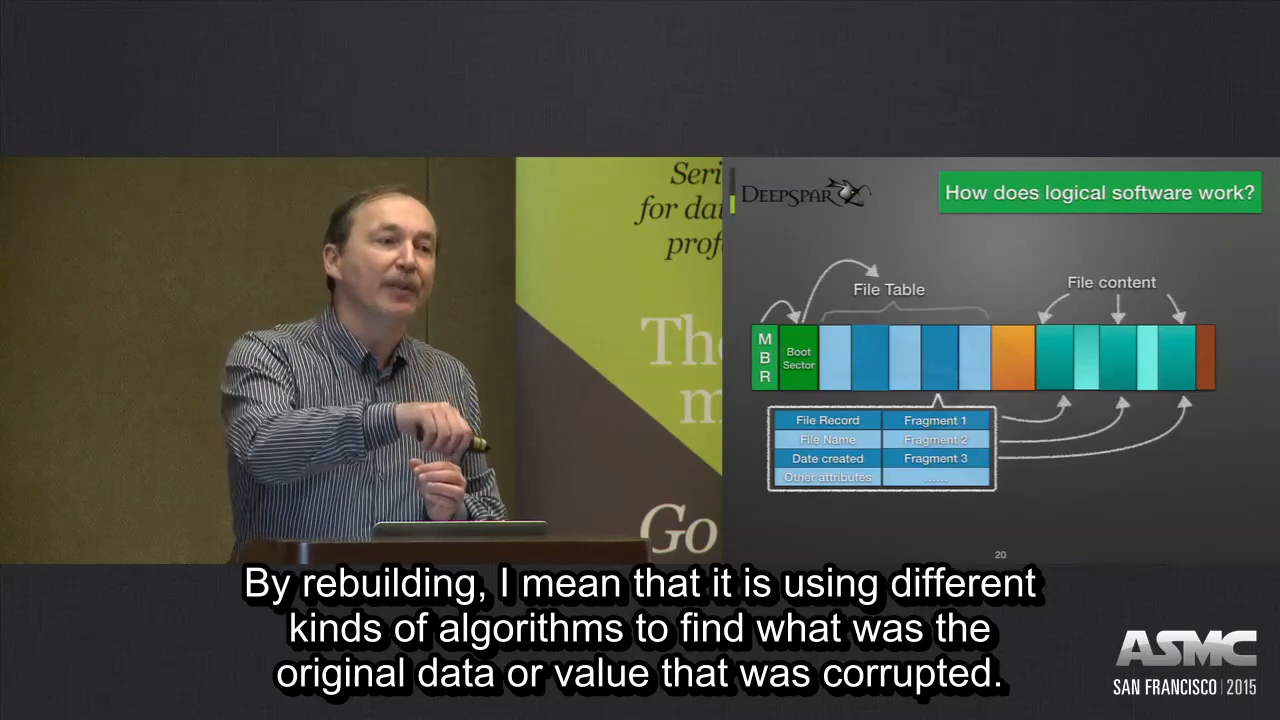 Seri
for dat
prof
The
m
Go
DEEPSPAR
How does logical software work?
File Table
File content
M
B
R
Boot
Sector
File Record
Fragment 1
File Name
Fragment 2
Date created
Fragment 3
Other attributes
......
20
By rebuilding, I mean that it is using different
kinds of algorithms to find what was the
original data or value that was corrupted.
ASMC
SAN FRANCISCO | 2015